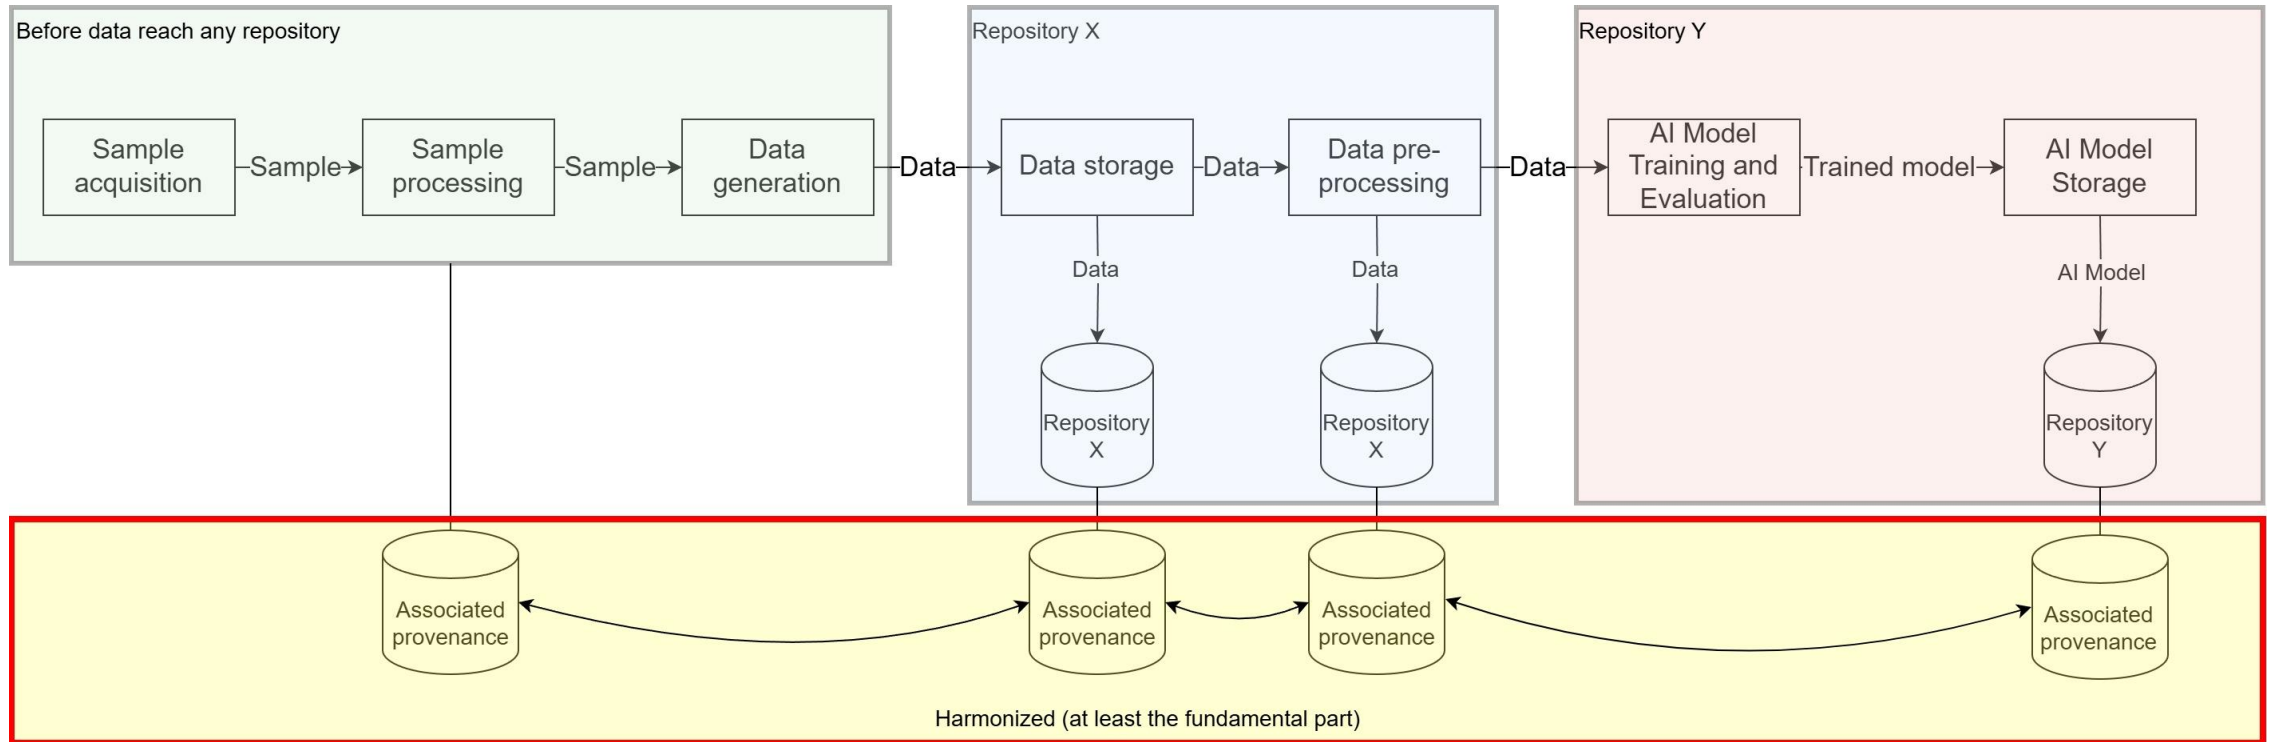 Before data reach any repository
Repository X
Repository Y
Sample
acquisition
Sample
Sample
processing
Sample
Data
generation
Data
Data storage
Data
Data pre-
processing
Data
AI Model
Training and
Evaluation
Trained model
AI Model
Storage
Data
Data
AI Model
Repository
X
Repository
X
Repository
Y
Associated
provenance
Associated
provenance
Associated
provenance
Associated
provenance
Harmonized (at least the fundamental part)